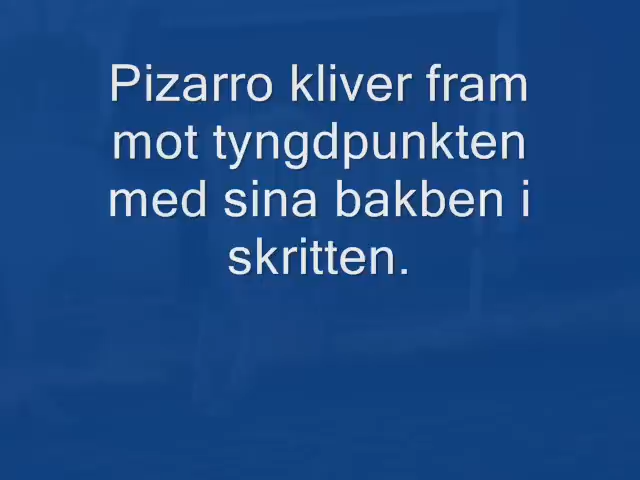 Pizarro kliver fram
mot tyngdpunkten
med sina bakben i
skritten.